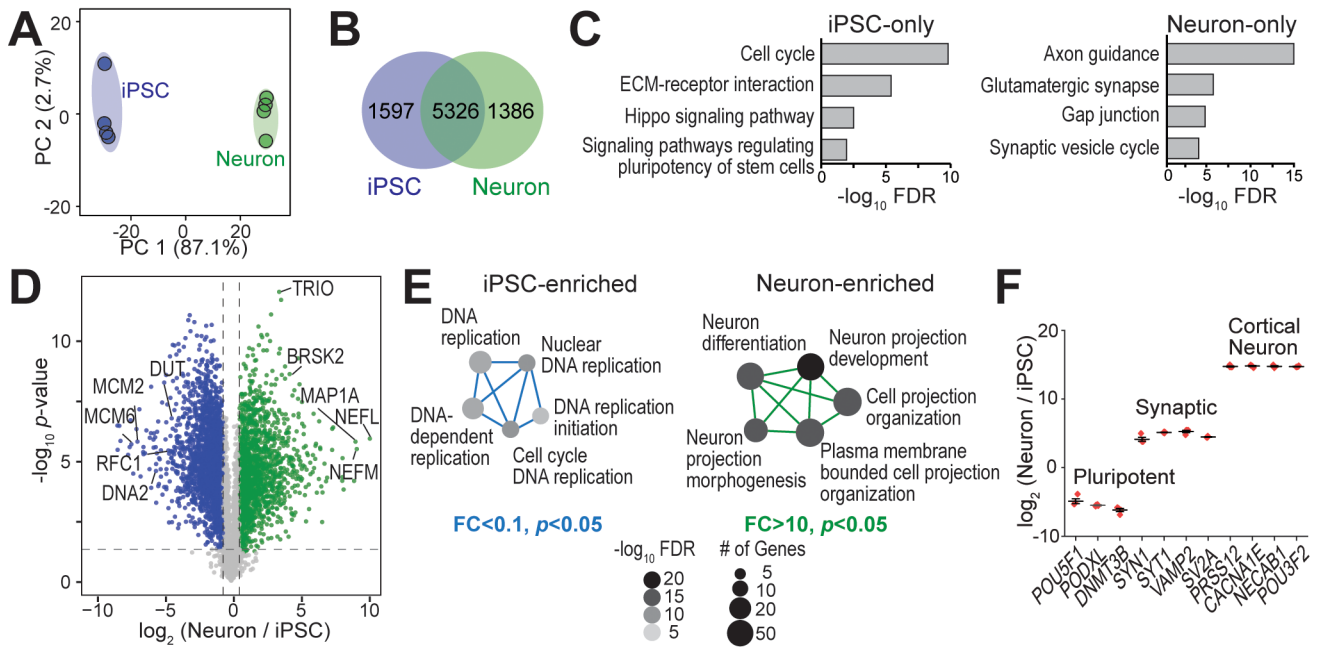 A
20
0
-20
PC 2 (2.7%)
iPSC
Neuron
-20
0
20
PC 1 (87.1%)
B
1597
5326
1386
iPSC
Neuron
C
iPSC-only
Cell cycle
ECM-receptor interaction
Hippo signaling pathway
Signaling pathways regulating
pluripotency of stem cells
0
5
10
-log10 FDR
Neuron-only
Axon guidance
Glutamatergic synapse
Gap junction
Synaptic vesicle cycle
0
5
10
15
-log10 FDR
D
-log10 p-value
10
5
0
TRIO
BRSK2
DUT
MCM2
MAP1A
MCM6
NEFL
RFC1
NEFM
DNA2
−10
−5
0
5
10
log2 (Neuron / iPSC)
E
iPSC-enriched
DNA
replication
Nuclear
DNA replication
DNA replication
initiation
DNA-
dependent
replication
Cell cycle
DNA replication
FC<0.1, p<0.05
Neuron-enriched
Neuron
differentiation
Neuron projection
development
Cell projection
organization
Neuron
projection
morphogenesis
Plasma membrane
bounded cell projection
organization
FC>10, p<0.05
-log10 FDR
20
15
10
5
# of Genes
5
10
20
50
F
log2 (Neuron / iPSC)
20
10
0
-10
Pluripotent
Synaptic
Cortical
Neuron
POU5F1
PODXL
DNMT3B
SYN1
SYT1
VAMP2
SV2A
PRSS12
CACNA1E
NECAB1
POU3F2